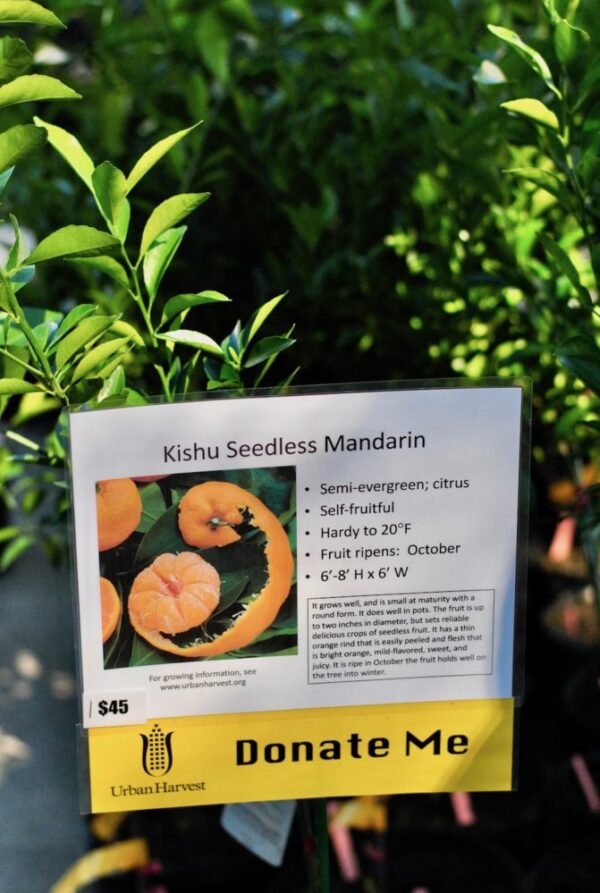 Kishu Seedless Mandarin
• Semi-evergreen; citrus
• Self-fruitful
• Hardy to 20°F
• Fruit ripens: October
• 6'-8' H x 6' W
It grows well, and is small at maturity with a
round form. It does well in pots. The fruit is up
to two inches in diameter, but sets reliable
delicious crops of seedless fruit. It has a thin
orange rind that is easily peeled and flesh that
is bright orange, mild-flavored, sweet, and
juicy. It is ripe in October the fruit holds well on
the tree into winter.
For growing information, see
www.urbanharvest.org
$45
Urban Harvest
Donate Me